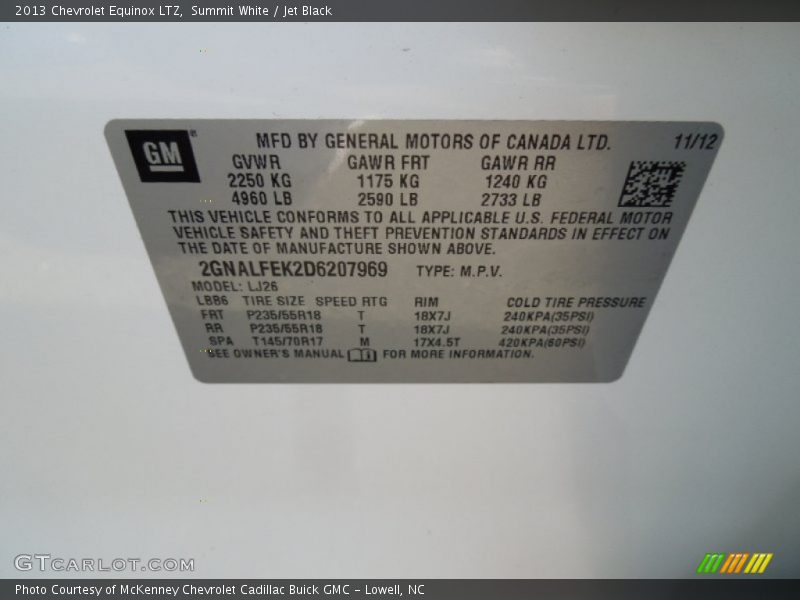 2013 Chevrolet Equinox LTZ,  Summit White / Jet Black
GM®
MFD BY GENERAL MOTORS OF CANADA LTD. 11/12
GVWR GAWR FRT GAWR RR
2250 KG 1175 KG 1240 KG
4960 LB 2590 LB 2733 LB
THIS VEHICLE CONFORMS TO ALL APPLICABLE U.S. FEDERAL MOTOR
VEHICLE SAFETY AND THEFT PREVENTION STANDARDS IN EFFECT ON
THE DATE OF MANUFACTURE SHOWN ABOVE.
2GNALFEK2D6207969 TYPE: M.P.V.
MODEL: LJ26
LBB6 TIRE SIZE SPEED RTG RIM COLD TIRE PRESSURE
FRT P235/55R18 T 18X7J 240KPA(35PSI)
RR P235/55R18 T 18X7J 240KPA(35PSI)
SPA T145/70R17 M 17X4.5T 420KPA(60PSI)
SEE OWNER'S MANUAL FOR MORE INFORMATION.
GTCARLOT.COM
Photo Courtesy of McKenney Chevrolet Cadillac Buick GMC – Lowell, NC